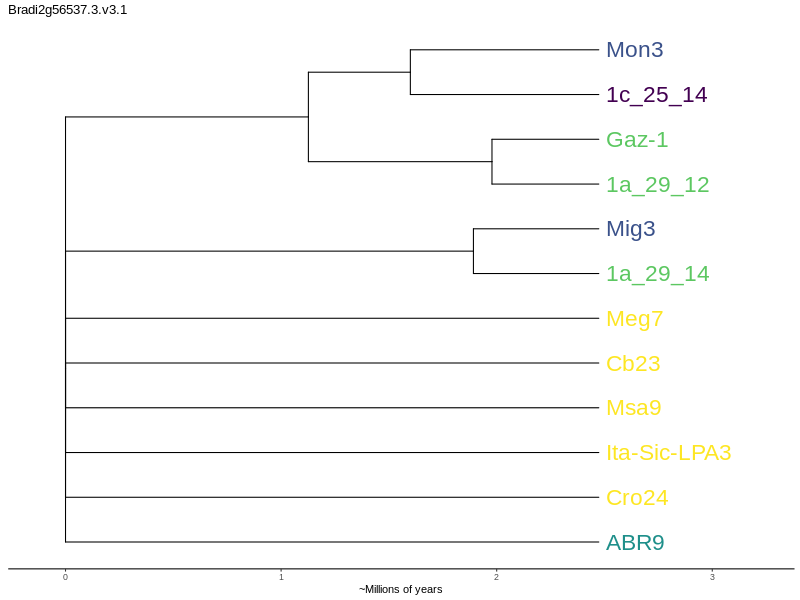 Bradi2g56537.3.v3.1
Mon3
1c_25_14
Gaz-1
1a_29_12
Mig3
1a_29_14
Meg7
Cb23
Msa9
Ita-Sic-LPA3
Cro24
ABR9
0 1 2 3
~Millions of years